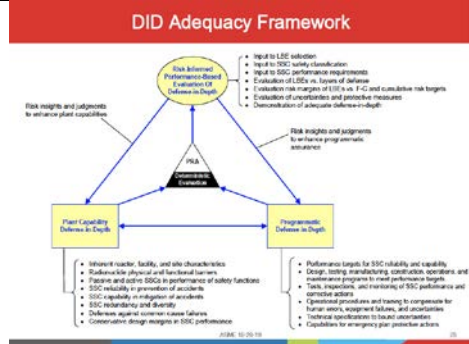 DID Adequacy Framework
Risk Informed
Performance-Based
Evaluation Of
Defense-in-Depth
• Input to LBE selection
• Input to SSC safety classification
• Input to SSC performance requirements
• Evaluation of LBEs vs. layers of defense
• Evaluation risk margins of LBEs vs. F-C and cumulative risk targets
• Evaluation of uncertainties and protective measures
• Demonstration of adequate defense-in-depth
Risk insights and judgments
to enhance plant capabilities
Risk insights and judgments
to enhance programmatic
assurance
PRA
Deterministic
Evaluation
Plant Capability
Defense in Depth
Programmatic
Defense in Depth
• Inherent reactor, facility, and site characteristics
• Radionuclide physical and functional barriers
• Passive and active SSCs in performance of safety functions
• SSC reliability in prevention of accidents
• SSC capability in mitigation of accidents
• SSC redundancy and diversity
• Defenses against common cause failures
• Conservative design margins in SSC performance
• Performance targets for SSC reliability and capability
• Design, testing, manufacturing, construction, operations, and
maintenance programs to meet performance targets
• Tests, inspections, and monitoring of SSC performance and
corrective actions
• Operational procedures and training to compensate for
human errors, equipment failures, and uncertainties
• Technical specifications to bound uncertainties
• Capabilities for emergency plan protective actions
ASME 10-20-19